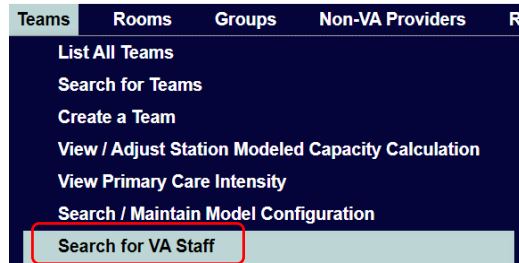 Teams Rooms Groups Non-VA Providers R
List All Teams
Search for Teams
Create a Team
View / Adjust Station Modeled Capacity Calculation
View Primary Care Intensity
Search / Maintain Model Configuration
Search for VA Staff